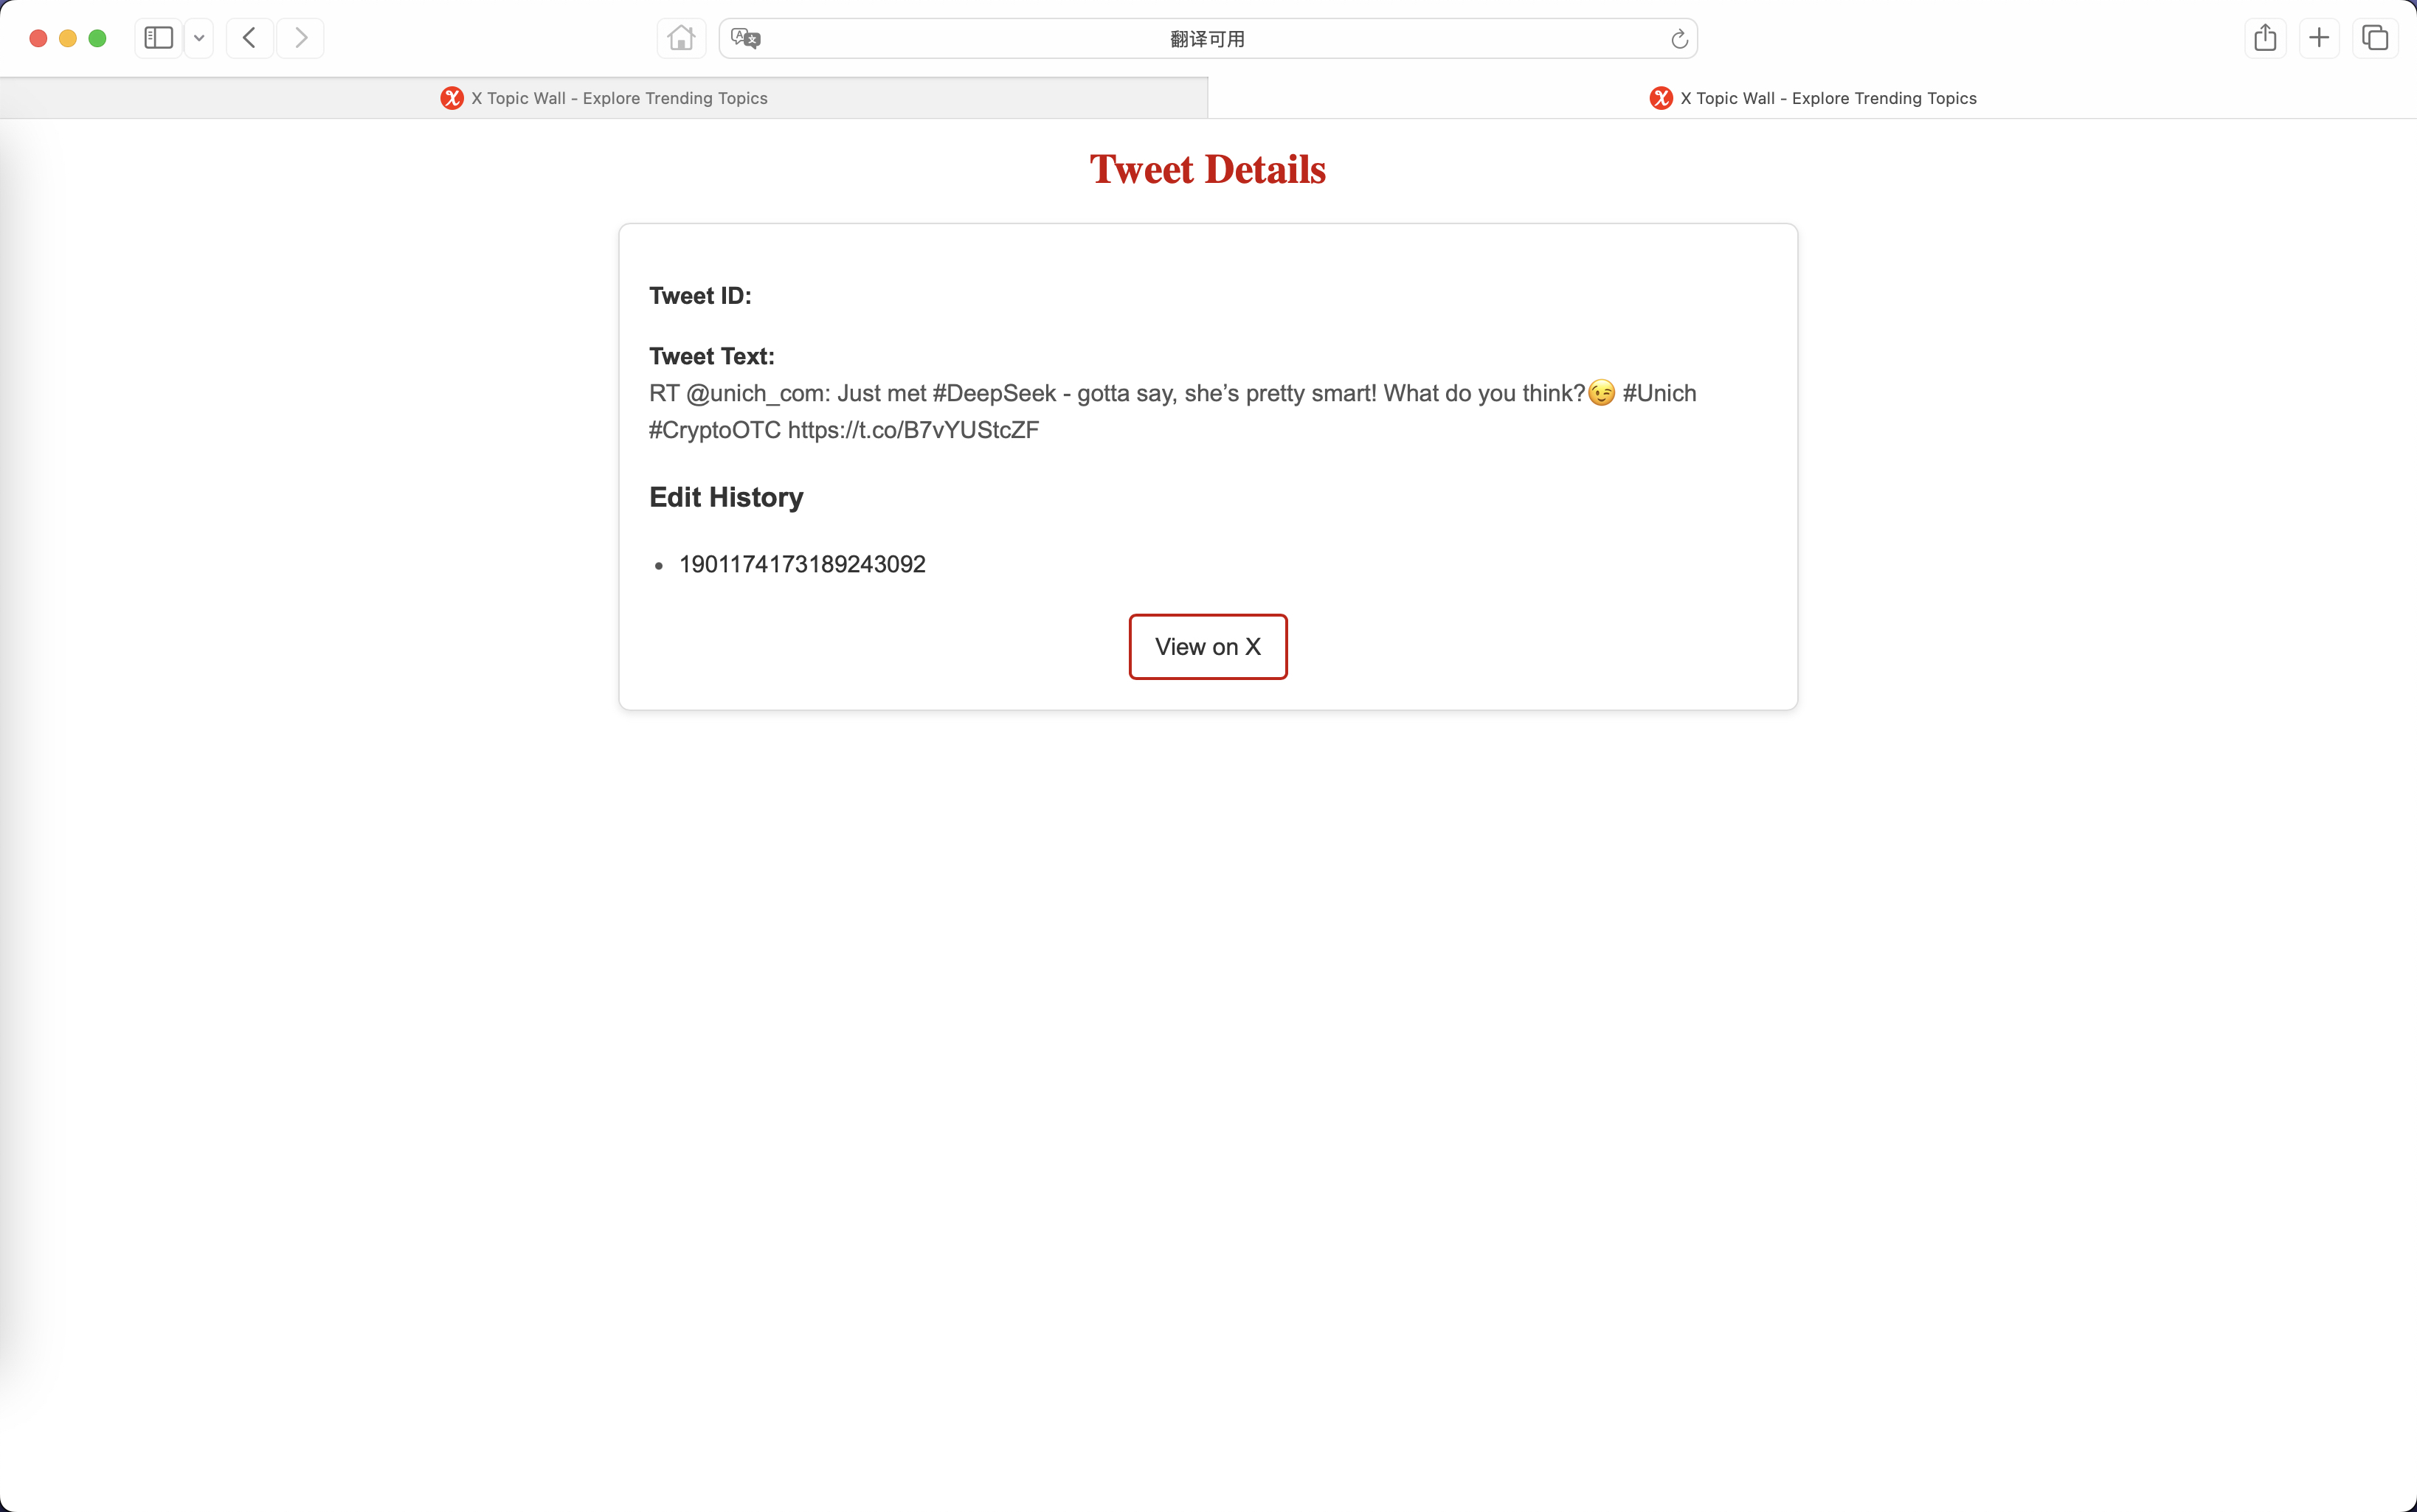 翻译可用
X Topic Wall - Explore Trending Topics
X Topic Wall - Explore Trending Topics
Tweet Details
Tweet ID:
Tweet Text:
RT @unich_com: Just met #DeepSeek - gotta say, she’s pretty smart! What do you think?😉 #Unich
#CryptoOTC https://t.co/B7vYUStcZF
Edit History
• 1901174173189243092
View on X